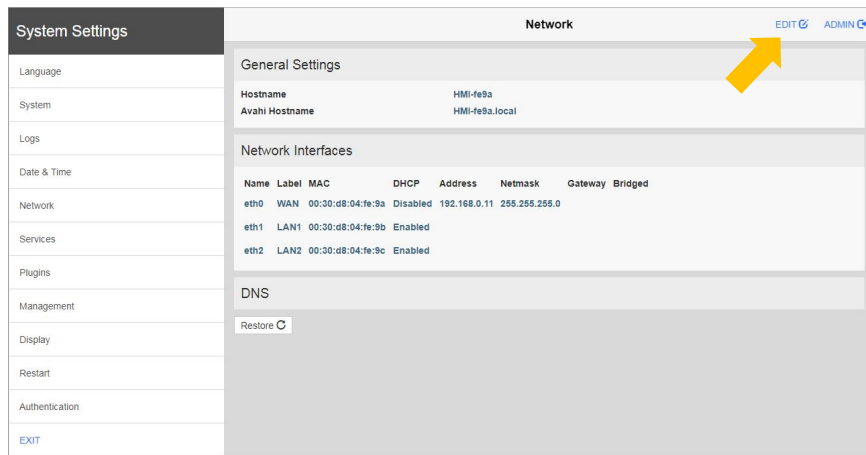 System Settings
Language
System
Logs
Date & Time
Network
Services
Plugins
Management
Display
Restart
Authentication
EXIT
Network
EDIT
ADMIN
General Settings
Hostname HMI-fe9a
Avahi Hostname HMI-fe9a.local
Network Interfaces
Name Label MAC DHCP Address Netmask Gateway Bridged
eth0 WAN 00:30:d8:04:fe:9a Disabled 192.168.0.11 255.255.255.0
eth1 LAN1 00:30:d8:04:fe:9b Enabled
eth2 LAN2 00:30:d8:04:fe:9c Enabled
DNS
Restore